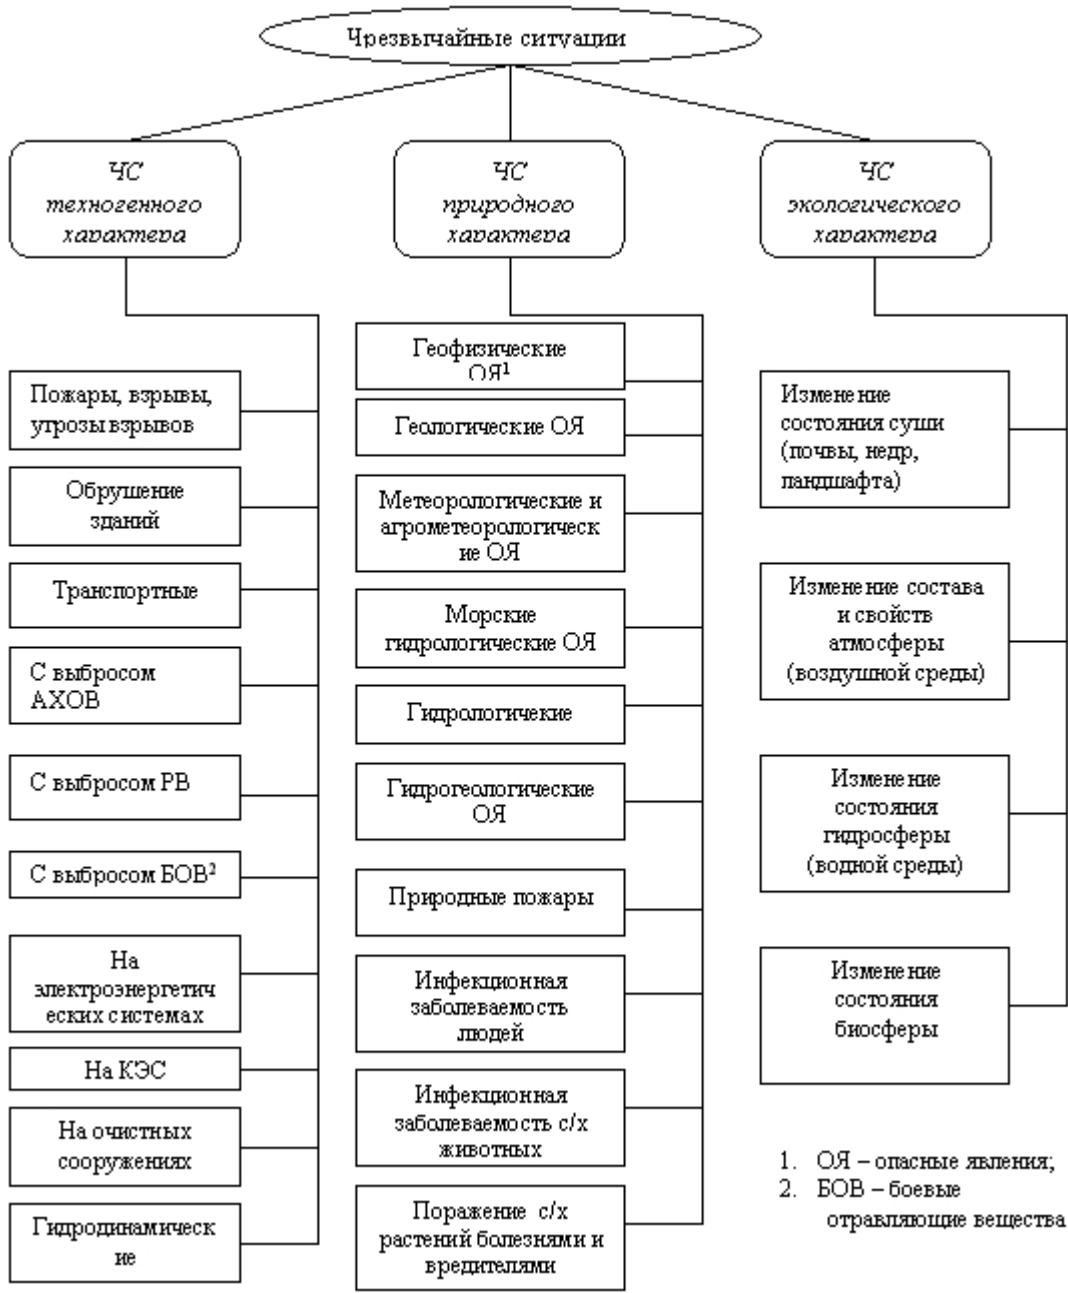 Чрезвычайные ситуации
ЧС
техногенного
характера
ЧС
природного
характера
ЧС
экологического
характера
Пожары, взрывы,
угрозы взрывов
Обрушение
зданий
Транспортные
С выбросом
АХОВ
С выбросом РВ
С выбросом БОВ²
На
электроэнергетич
еских системах
На КЭС
На очистных
сооружениях
Гидродинамическ
ие
Геофизические
ОЯ¹
Геологические ОЯ
Метеорологические и
агрометеорологическ
ие ОЯ
Морские
гидрологические ОЯ
Гидрологичекие
Гидрогеологические
ОЯ
Природные пожары
Инфекционная
заболеваемость
людей
Инфекционная
заболеваемость с/х
животных
Поражение с/х
растений болезнями и
вредителями
Изменение
состояния суши
(почвы, недр,
ландшафта)
Изменение состава
и свойств
атмосферы
(воздушной среды)
Изменение
состояния
гидросферы
(водной среды)
Изменение
состояния
биосферы
1. ОЯ – опасные явления;
2. БОВ – боевые
отравляющие вещества